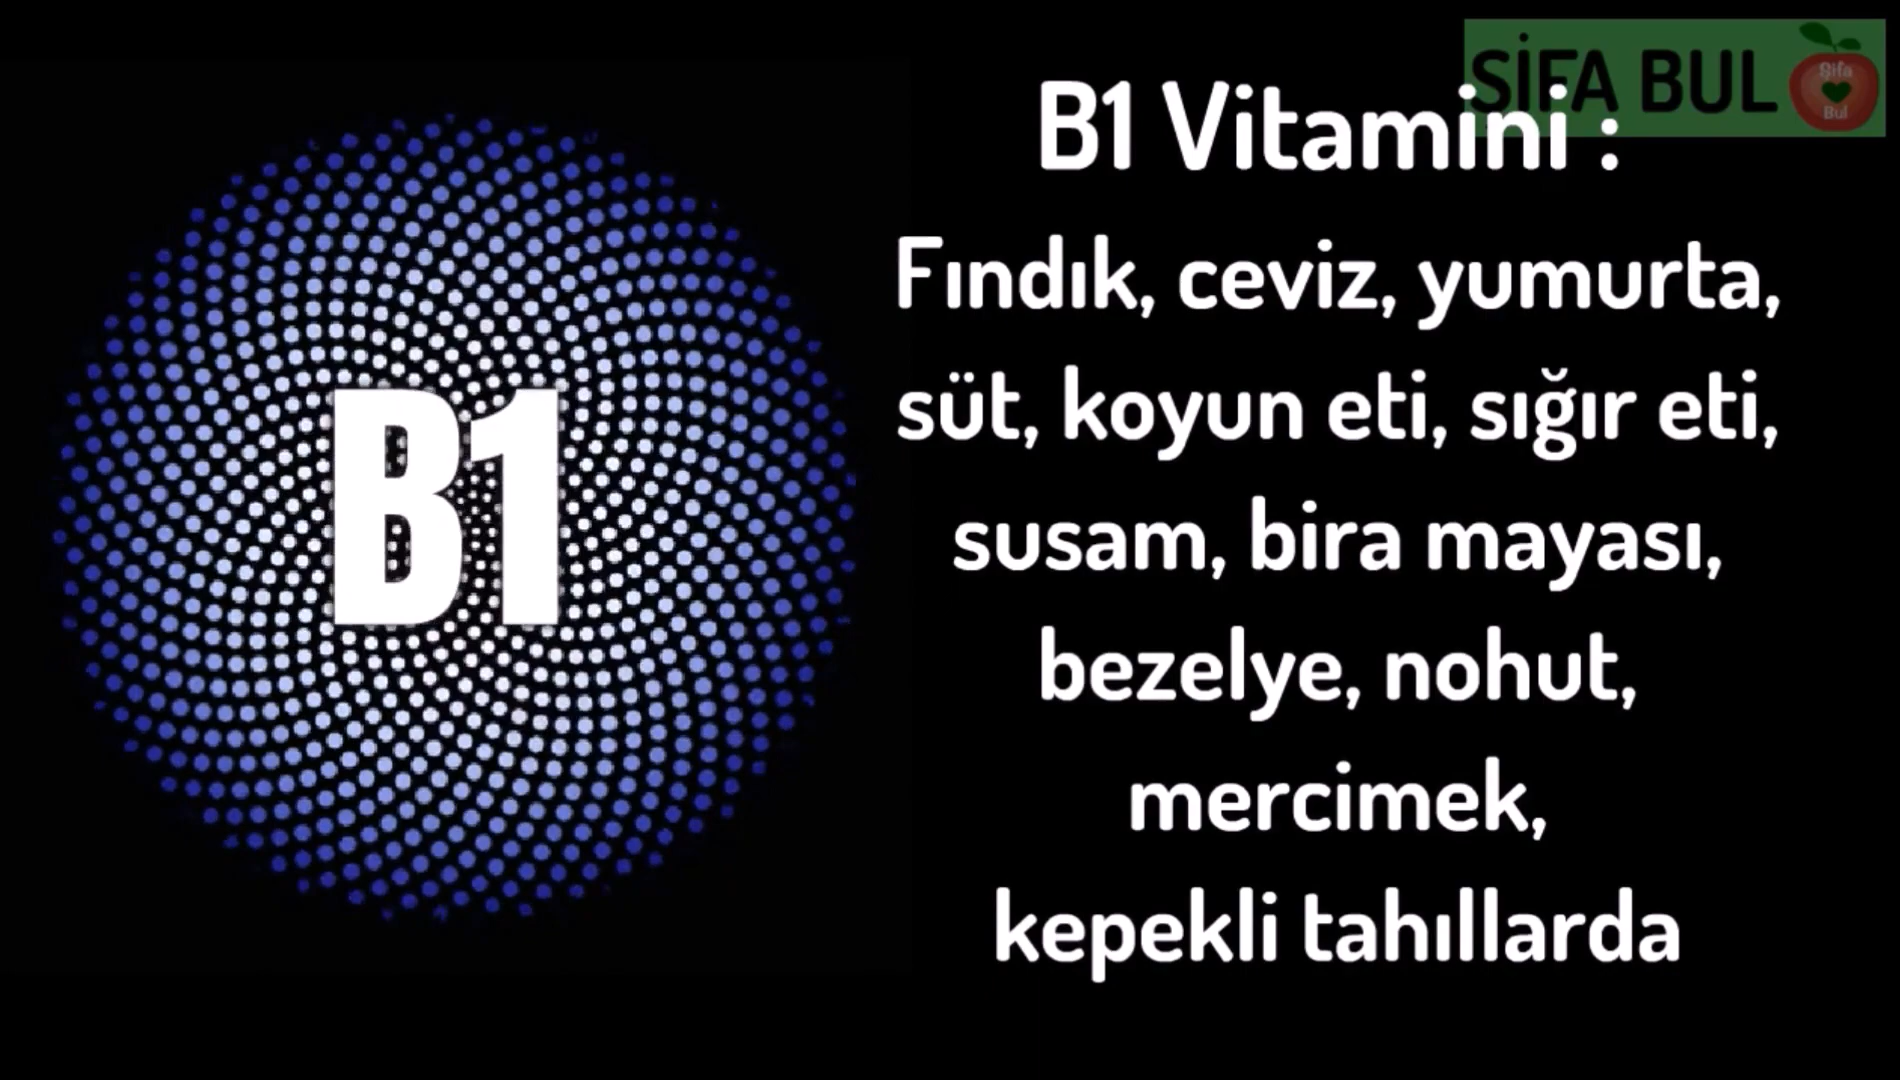 SİFA BUL
Şifa
Bul
B1 Vitamini :
Fındık, ceviz, yumurta,
süt, koyun eti, sığır eti,
susam, bira mayası,
bezelye, nohut,
mercimek,
kepekli tahıllarda
B1